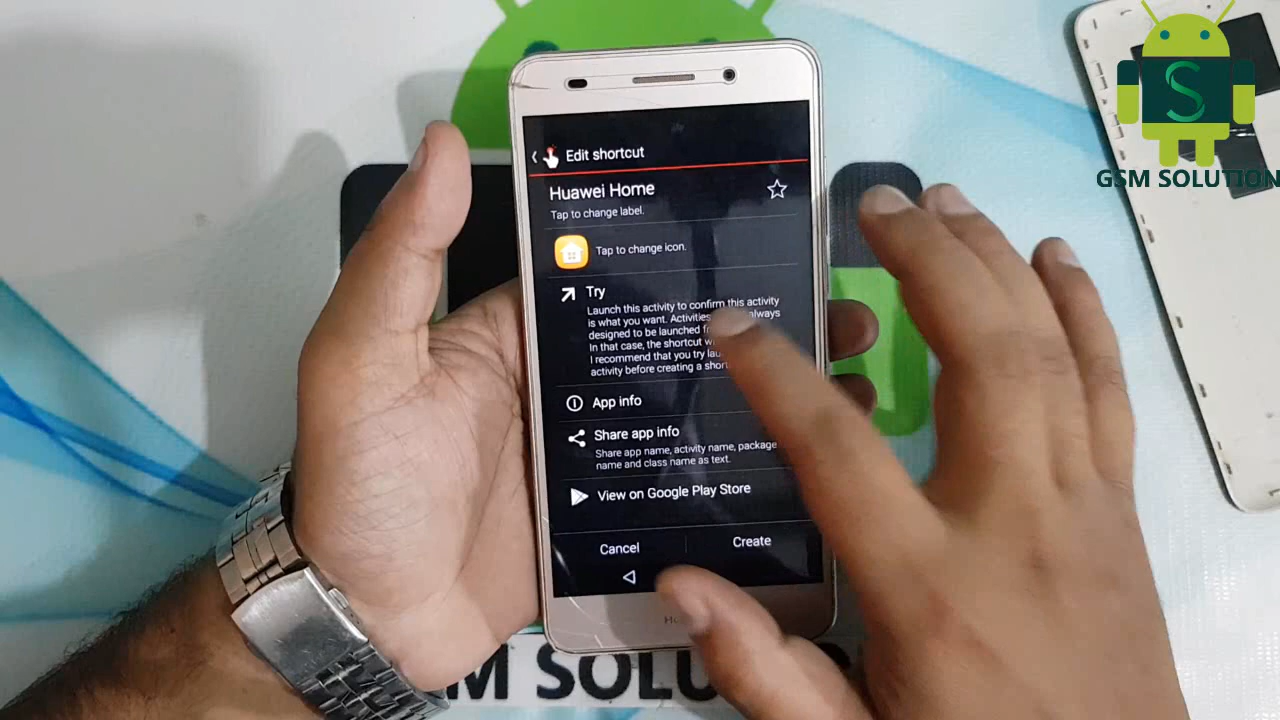 Edit shortcut
Huawei Home
Tap to change label.
Tap to change icon.
Try
Launch this activity to confirm this activity
is what you want. Activities always
designed to be launched
In that case, the shortcut
I recommend that you try
activity before creating a
App info
Share app info
Share app name, activity name, package
name and class name as text.
View on Google Play Store
Cancel
Create
S
GSM SOLUTION